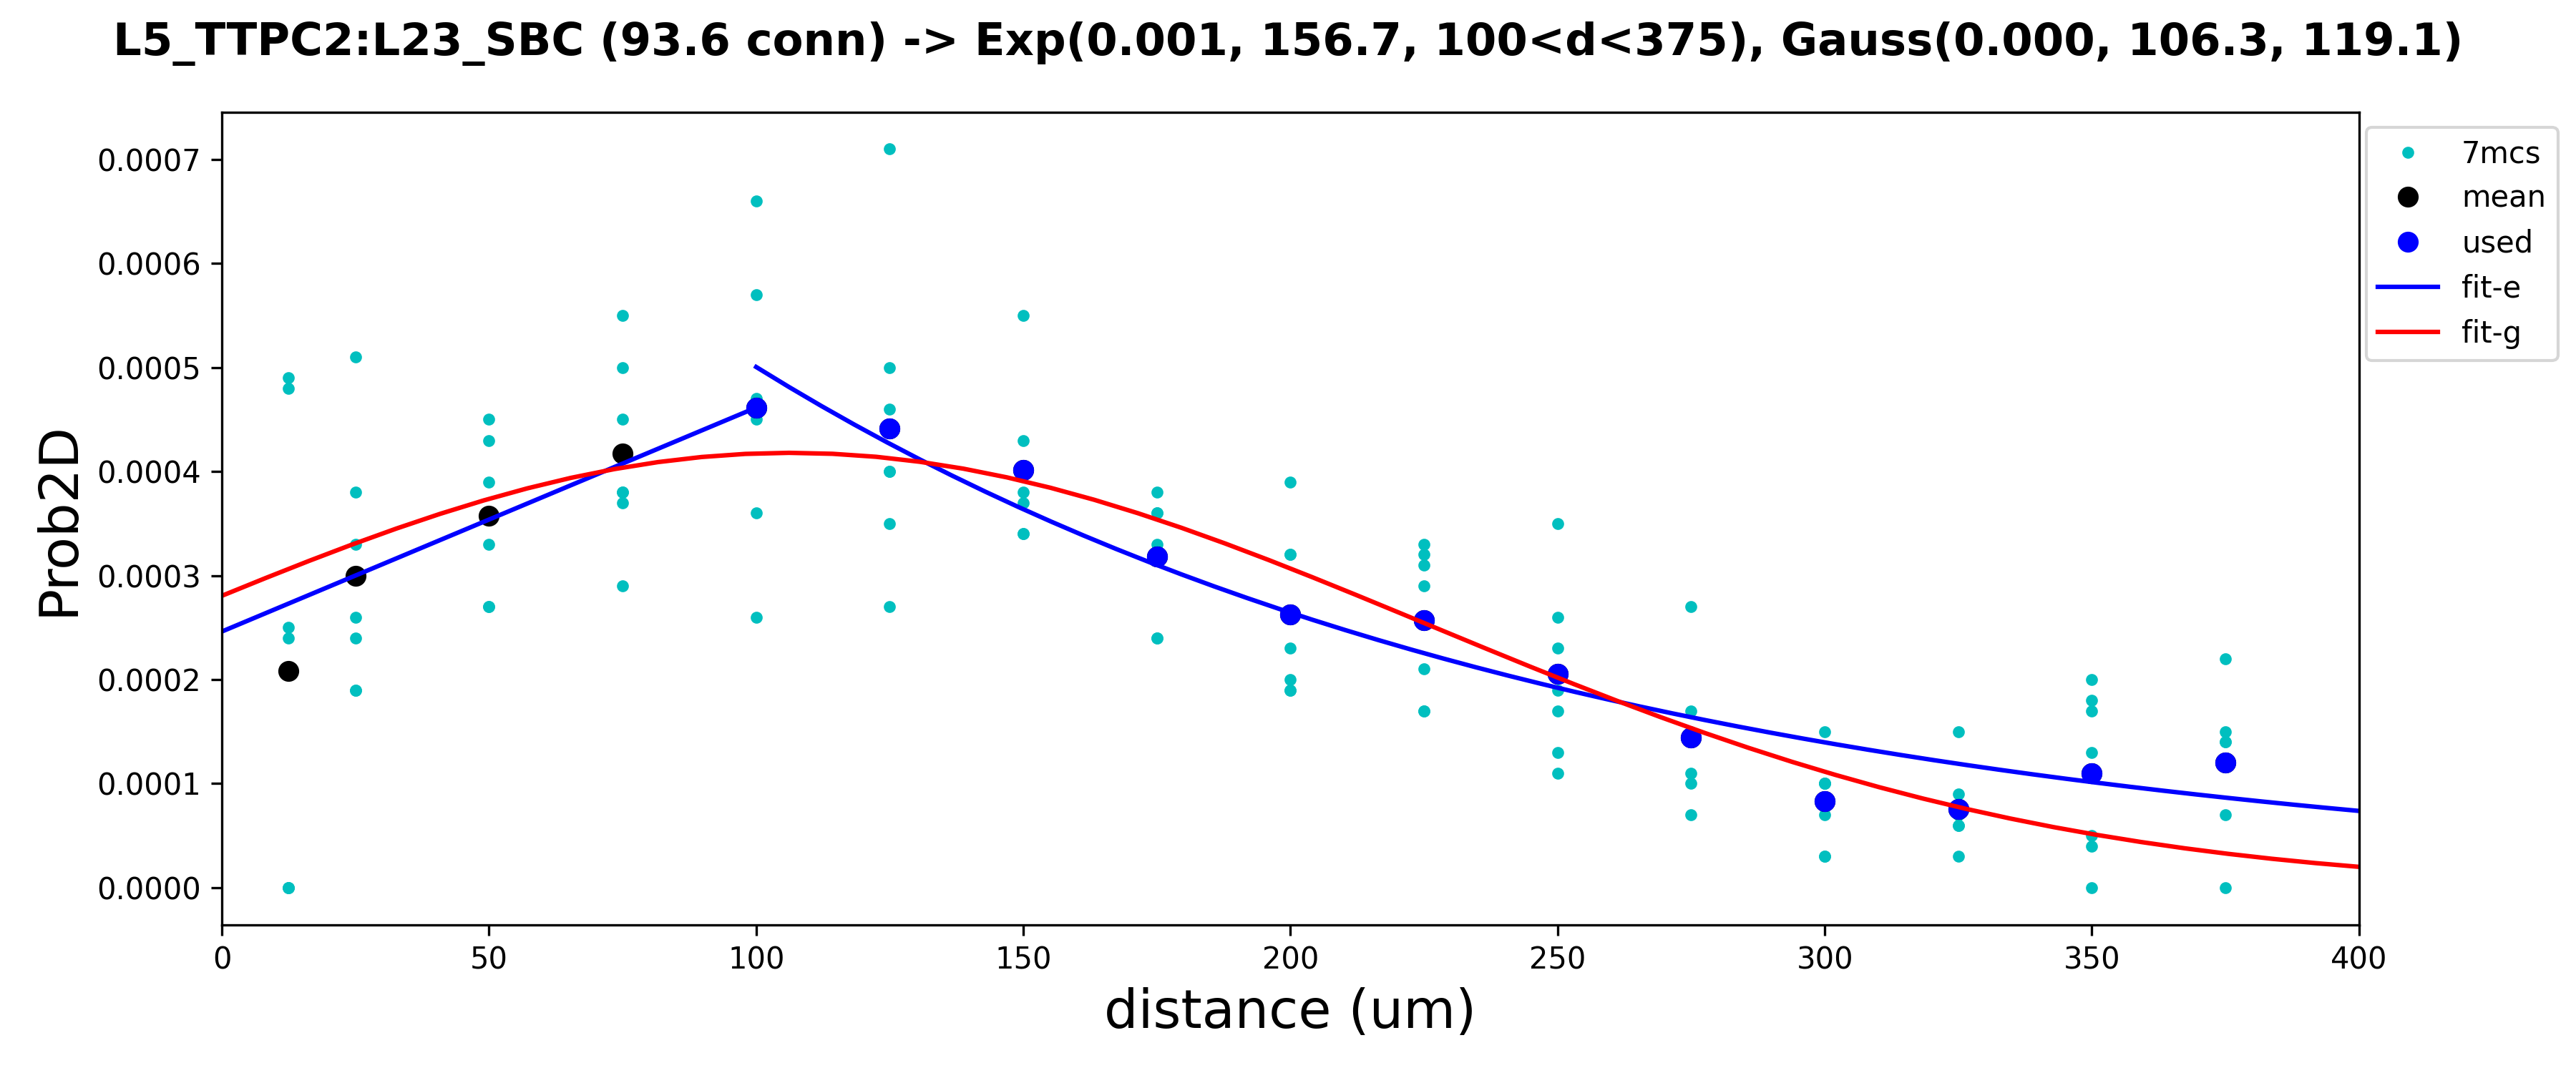 L5_TTPC2:L23_SBC (93.6 conn) -> Exp(0.001, 156.7, 100<d<375), Gauss(0.000, 106.3, 119.1)
0.0007
0.0006
0.0005
0.0004
0.0003
0.0002
0.0001
0.0000
Prob2D
0 50 100 150 200 250 300 350 400
distance (um)
7mcs
mean
used
fit-e
fit-g